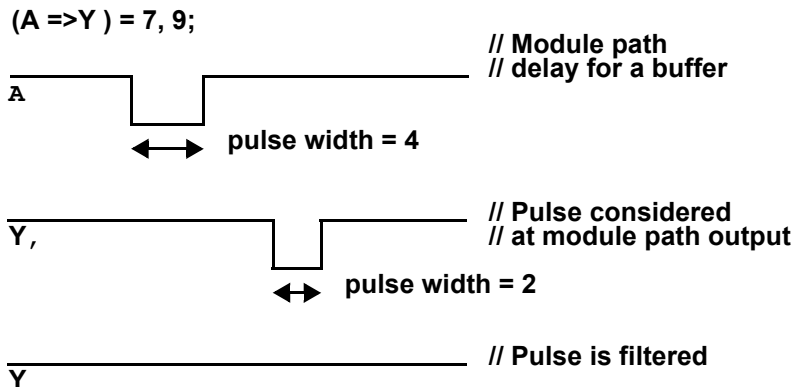 (A =>Y ) = 7, 9;
// Module path
// delay for a buffer
A
pulse width = 4
// Pulse considered
// at module path output
Y,
pulse width = 2
// Pulse is filtered
Y